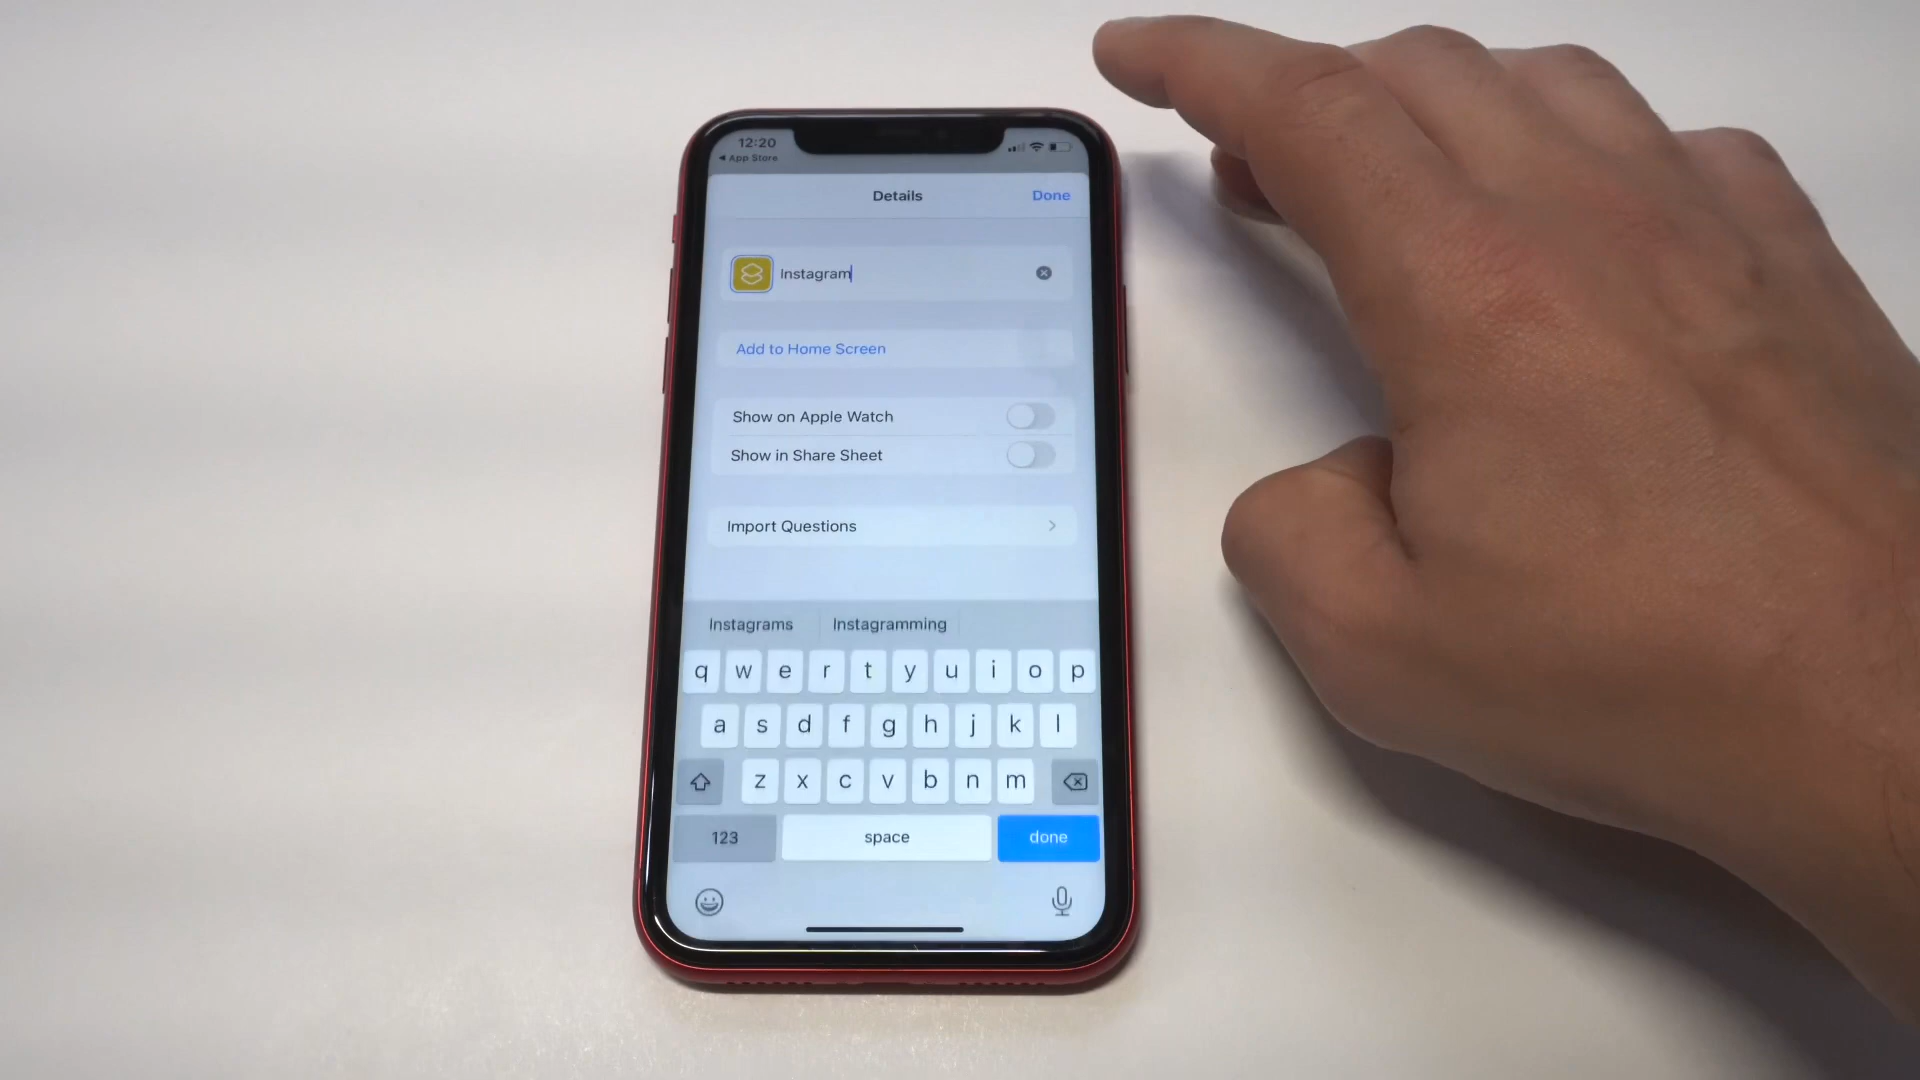 12:20
◀ App Store
Details
Done
Instagram
Add to Home Screen
Show on Apple Watch
Show in Share Sheet
Import Questions
Instagrams Instagramming
q w e r t y u i o p
a s d f g h j k l
z x c v b n m
123 space done